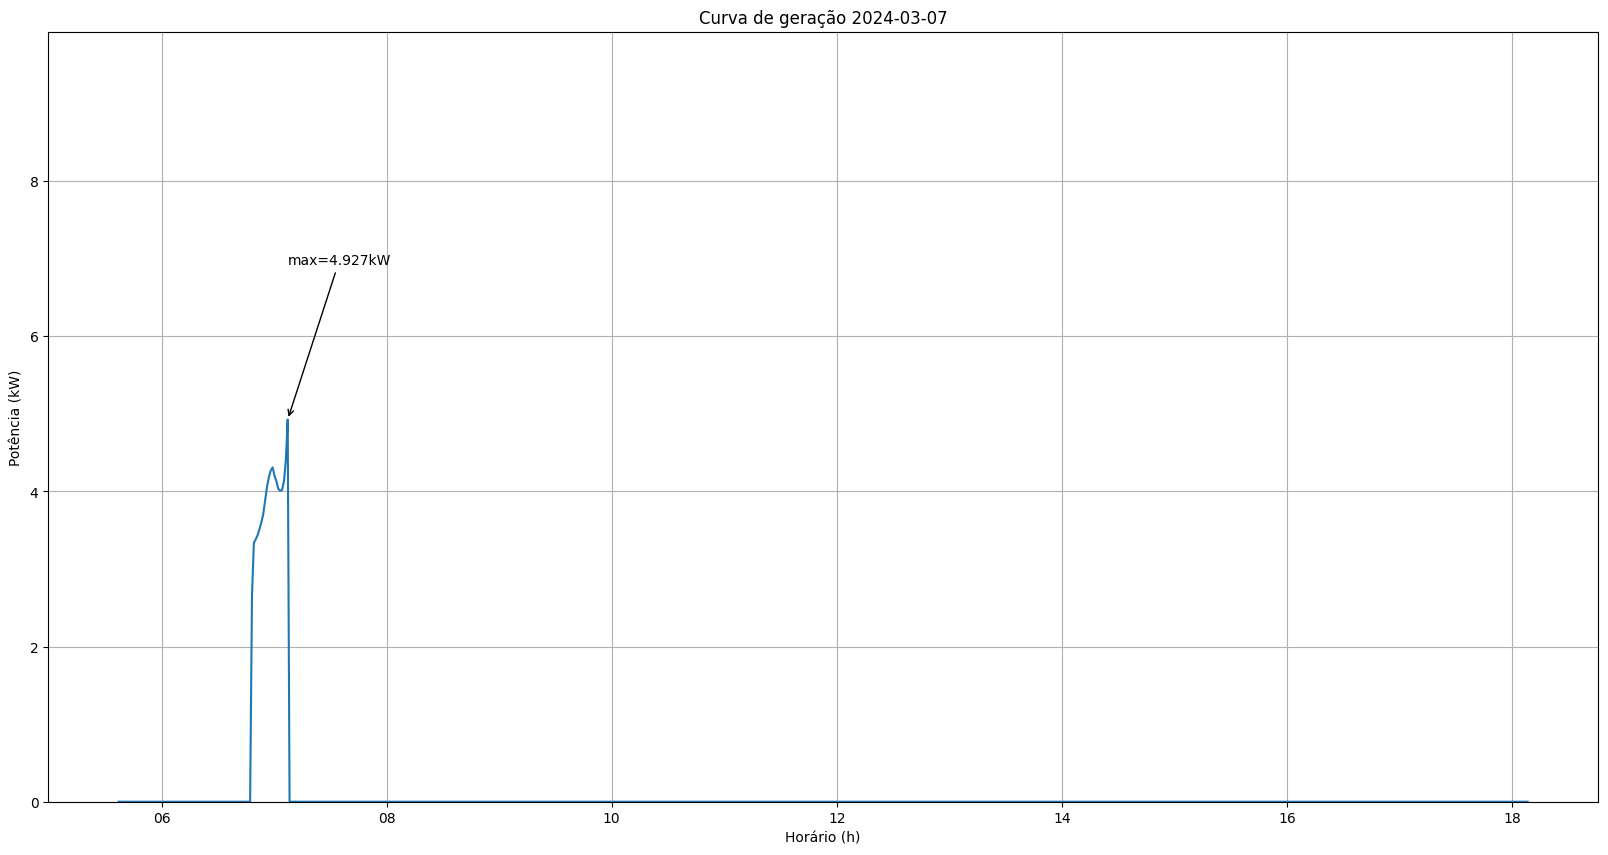 Curva de geração 2024-03-07
8
max=4.927kW
6
Potência (kW)
4
2
0
06 08 10 12 14 16 18
Horário (h)